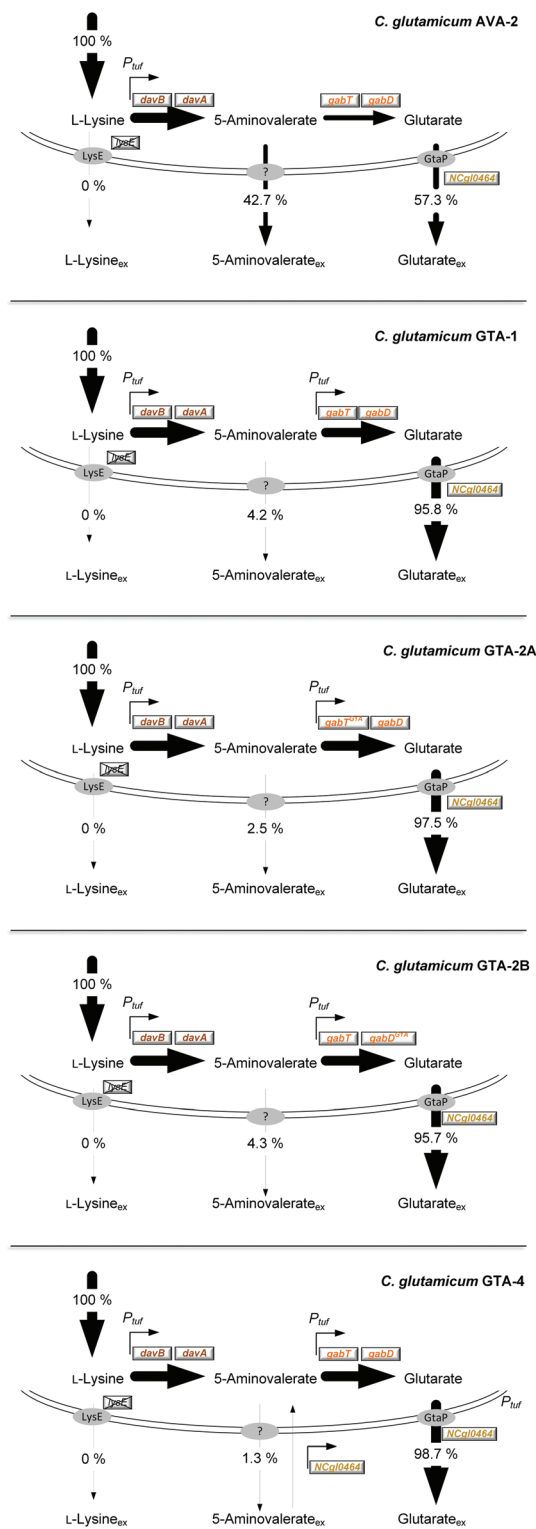 C. glutamicum AVA-2
100 %
Ptuf
davB davA gabT gabD
L-Lysine 5-Aminovalerate Glutarate
lysE
LysE ? GtaP
NCgl0464
0 % 42.7 % 57.3 %
L-Lysineex 5-Aminovalerateex Glutarateex
C. glutamicum GTA-1
100 %
Ptuf Ptuf
davB davA gabT gabD
L-Lysine 5-Aminovalerate Glutarate
lysE
LysE ? GtaP
NCgl0464
0 % 4.2 % 95.8 %
L-Lysineex 5-Aminovalerateex Glutarateex
C. glutamicum GTA-2A
100 %
Ptuf Ptuf
davB davA gabTGTA gabD
L-Lysine 5-Aminovalerate Glutarate
lysE
LysE ? GtaP
NCgl0464
0 % 2.5 % 97.5 %
L-Lysineex 5-Aminovalerateex Glutarateex
C. glutamicum GTA-2B
100 %
Ptuf Ptuf
davB davA gabT gabDGTA
L-Lysine 5-Aminovalerate Glutarate
lysE
LysE ? GtaP
NCgl0464
0 % 4.3 % 95.7 %
L-Lysineex 5-Aminovalerateex Glutarateex
C. glutamicum GTA-4
100 %
Ptuf Ptuf
davB davA gabT gabD
L-Lysine 5-Aminovalerate Glutarate
lysE Ptuf
LysE ? GtaP
NCgl0464
0 % 1.3 % NCgl0464 98.7 %
L-Lysineex 5-Aminovalerateex Glutarateex